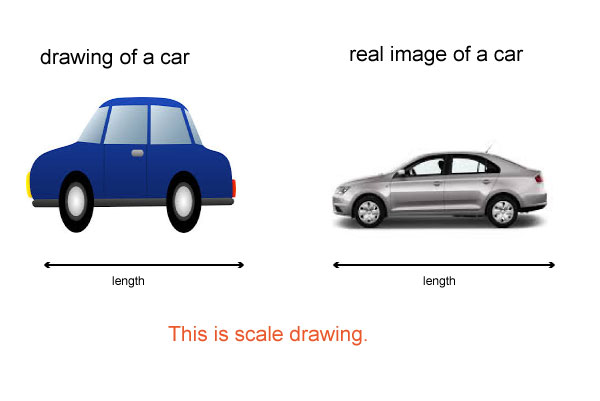 drawing of a car
real image of a car
length
length
This is scale drawing.